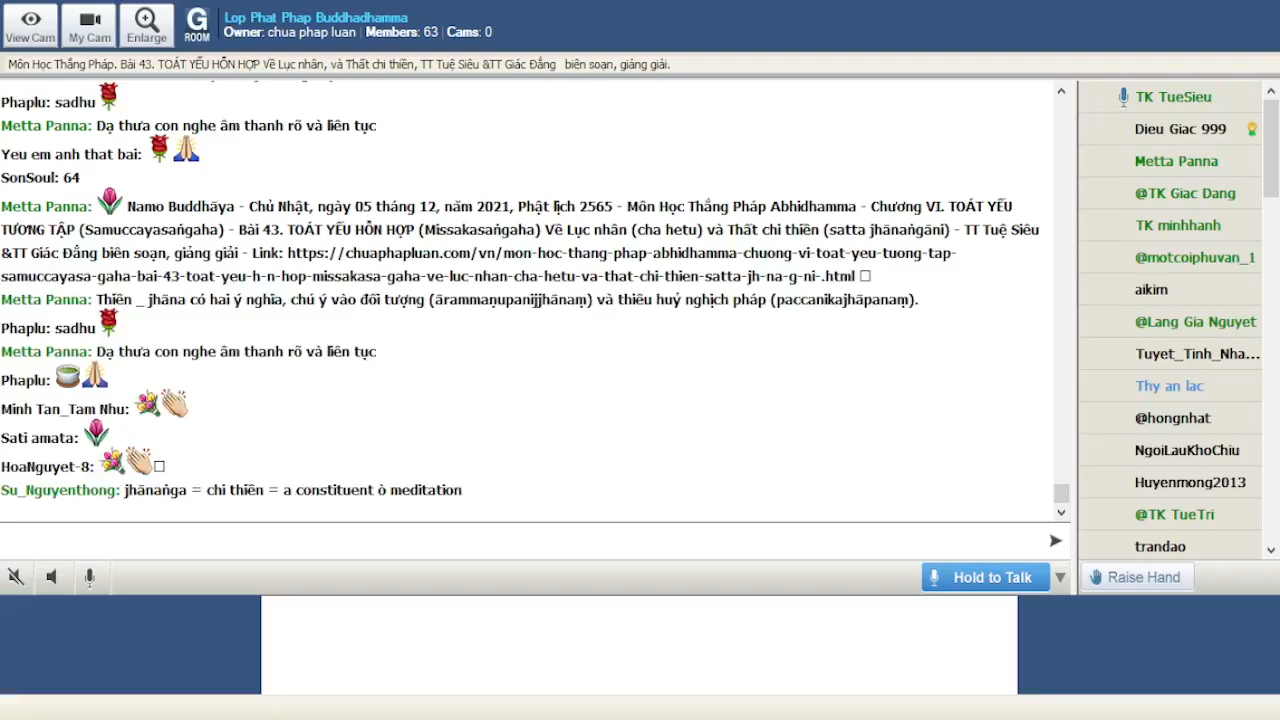 View Cam
My Cam
Enlarge
G
ROOM
Lop Phat Phap Buddhadhamma
Owner: chua phap luan | Members: 63 | Cams: 0
Môn Học Thắng Pháp. Bài 43. TOÁT YẾU HỖN HỢP Về Lục nhân, và Thất chi thiền, TT Tuệ Siêu &TT Giác Đẳng biên soạn, giảng giải.
Phaplu: sadhu
Metta Panna: Dạ thưa con nghe âm thanh rõ và liên tục
Yeu em anh that bai:
SonSoul: 64
Metta Panna: Namo Buddhāya - Chủ Nhật, ngày 05 tháng 12, năm 2021, Phật lịch 2565 - Môn Học Thắng Pháp Abhidhamma - Chương VI. TOÁT YẾU
TƯƠNG TẬP (Samuccayasaṅgaha) - Bài 43. TOÁT YẾU HỖN HỢP (Missakasaṅgaha) Về Lục nhân (cha hetu) và Thất chi thiền (satta jhānaṅgāni) - TT Tuệ Siêu
&TT Giác Đẳng biên soạn, giảng giải - Link: https://chuaphapluan.com/vn/mon-hoc-thang-phap-abhidhamma-chuong-vi-toat-yeu-tuong-tap-
samuccayasa-gaha-bai-43-toat-yeu-h-n-hop-missakasa-gaha-ve-luc-nhan-cha-hetu-va-that-chi-thien-satta-jh-na-g-ni-.html
Metta Panna: Thiền _ jhāna có hai ý nghĩa, chú ý vào đối tượng (ārammaṇupanijjhānaṃ) và thiêu huỷ nghịch pháp (paccanikajhāpanaṃ).
Phaplu: sadhu
Metta Panna: Dạ thưa con nghe âm thanh rõ và liên tục
Phaplu:
Minh Tan_Tam Nhu:
Sati amata:
HoaNguyet-8:
Su_Nguyenthong: jhānaṅga = chi thiền = a constituent ò meditation
Hold to Talk
TK TueSieu
Dieu Giac 999
Metta Panna
@TK Giac Dang
TK minhhanh
@motcoiphuvan_1
aikim
@Lang Gia Nguyet
Tuyet_Tinh_Nha...
Thy an lac
@hongnhat
NgoiLauKhoChiu
Huyenmong2013
@TK TueTri
trandao
Raise Hand